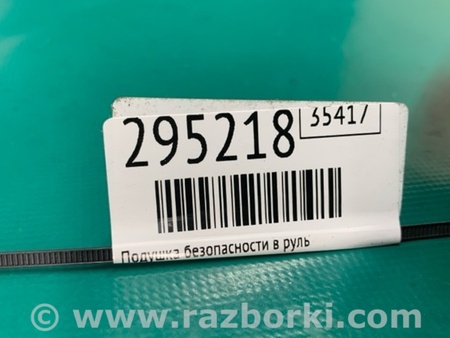 295218
35417
Подушка безопасности в руль
© www.razborki.com